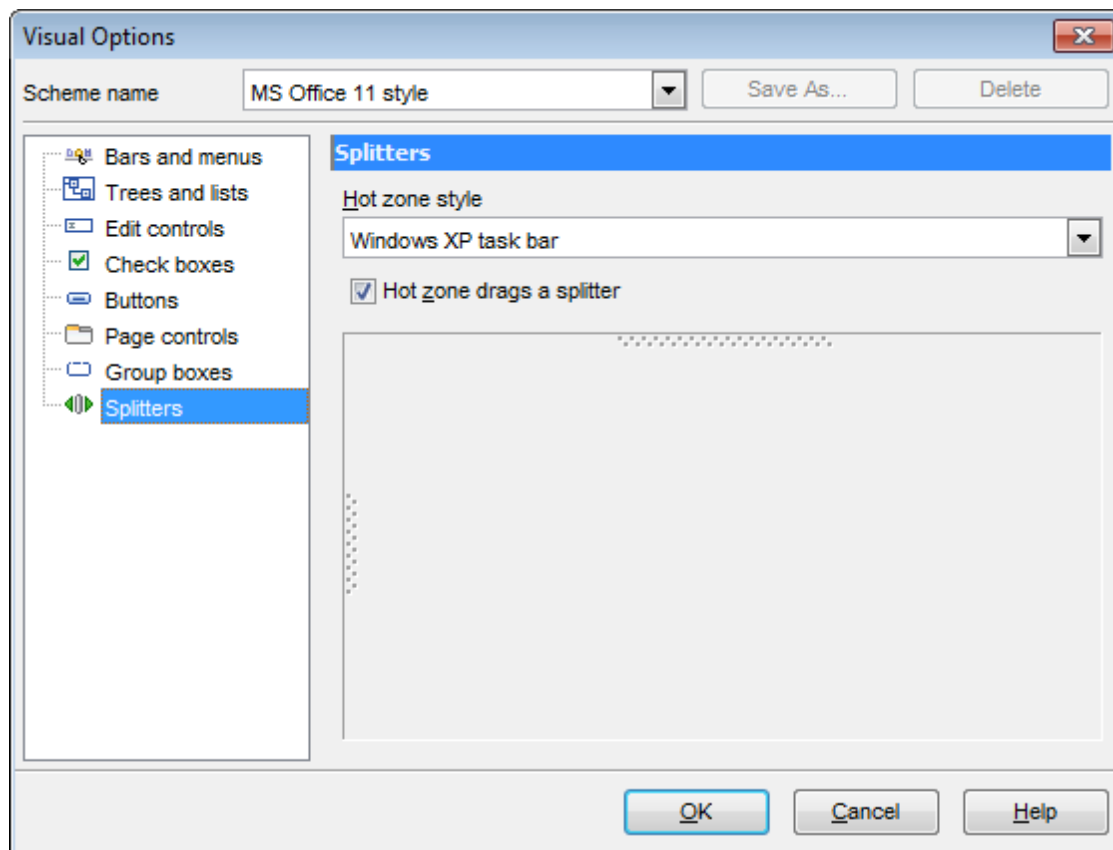 Visual Options
Scheme name MS Office 11 style Save As... Delete
Bars and menus
Trees and lists
Edit controls
Check boxes
Buttons
Page controls
Group boxes
Splitters
Splitters
Hot zone style
Windows XP task bar
Hot zone drags a splitter
OK Cancel Help